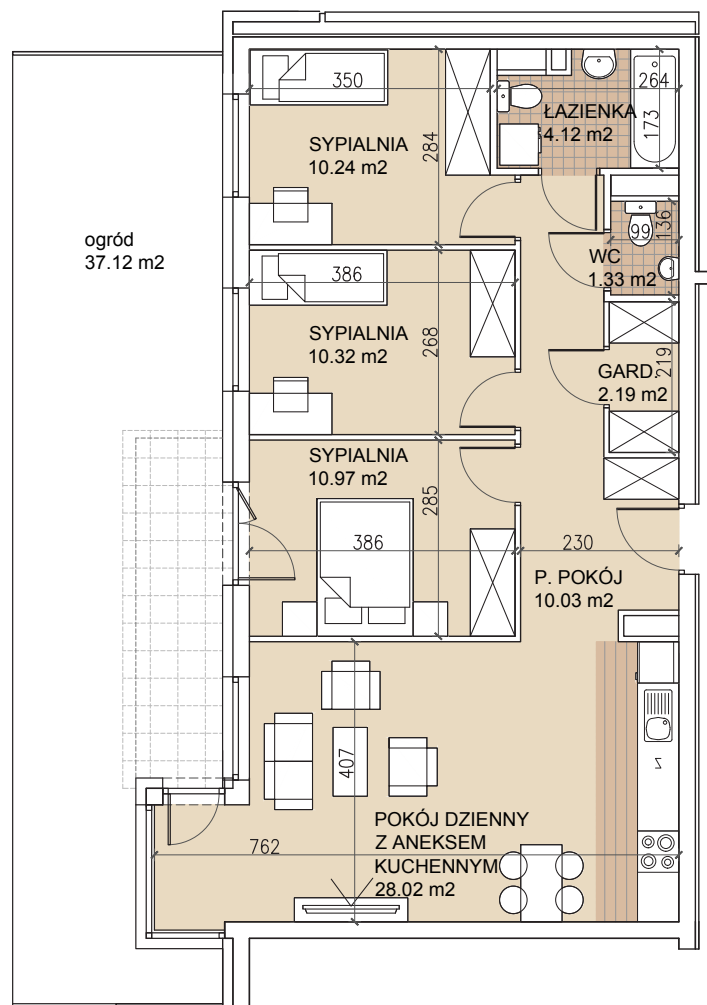 350
264
ŁAZIENKA
4.12 m2
173
SYPIALNIA
10.24 m2
284
ogród
37.12 m2
99
136
WC
1.33 m2
386
SYPIALNIA
10.32 m2
268
GARD.
2.19 m2
219
SYPIALNIA
10.97 m2
285
386
230
P. POKÓJ
10.03 m2
407
Z
762
POKÓJ DZIENNY
Z ANEKSEM
KUCHENNYM
28.02 m2